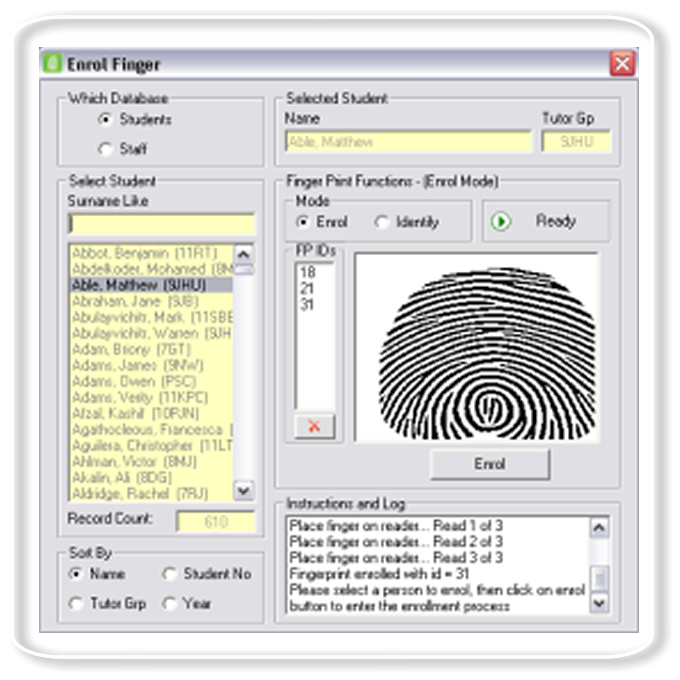 Enrol Finger
Which Database
Students
Staff
Selected Student
Name
Tutor Gp
Able, Matthew
9JHU
Select Student
Surname Like
Abbot, Benjamin (11RT)
Abdelkoder, Mohamed (8M
Able, Matthew (9JHU)
Abraham, Jane (9JB)
Abulayvichitr, Mark (11SBE
Abulayvichitr, Warren (9JH
Adam, Briony (7GT)
Adams, James (9NW)
Adams, Owen (PSC)
Adams, Verity (11KPC)
Afzal, Kashif (10PJN)
Agathocleous, Francesca (
Aguilera, Christopher (11LT
Ahlman, Victor (8MJ)
Akalin, Ali (8DG)
Aldridge, Rachel (7RJ)
Record Count:
610
Sort By
Name
Student No
Tutor Grp
Year
Finger Print Functions - (Enrol Mode)
Mode
Enrol
Identify
Ready
FP IDs
18
21
31
Enrol
Instructions and Log
Place finger on reader... Read 1 of 3
Place finger on reader... Read 2 of 3
Place finger on reader... Read 3 of 3
Fingerprint enrolled with id = 31
Please select a person to enrol, then click on enrol
button to enter the enrollment process